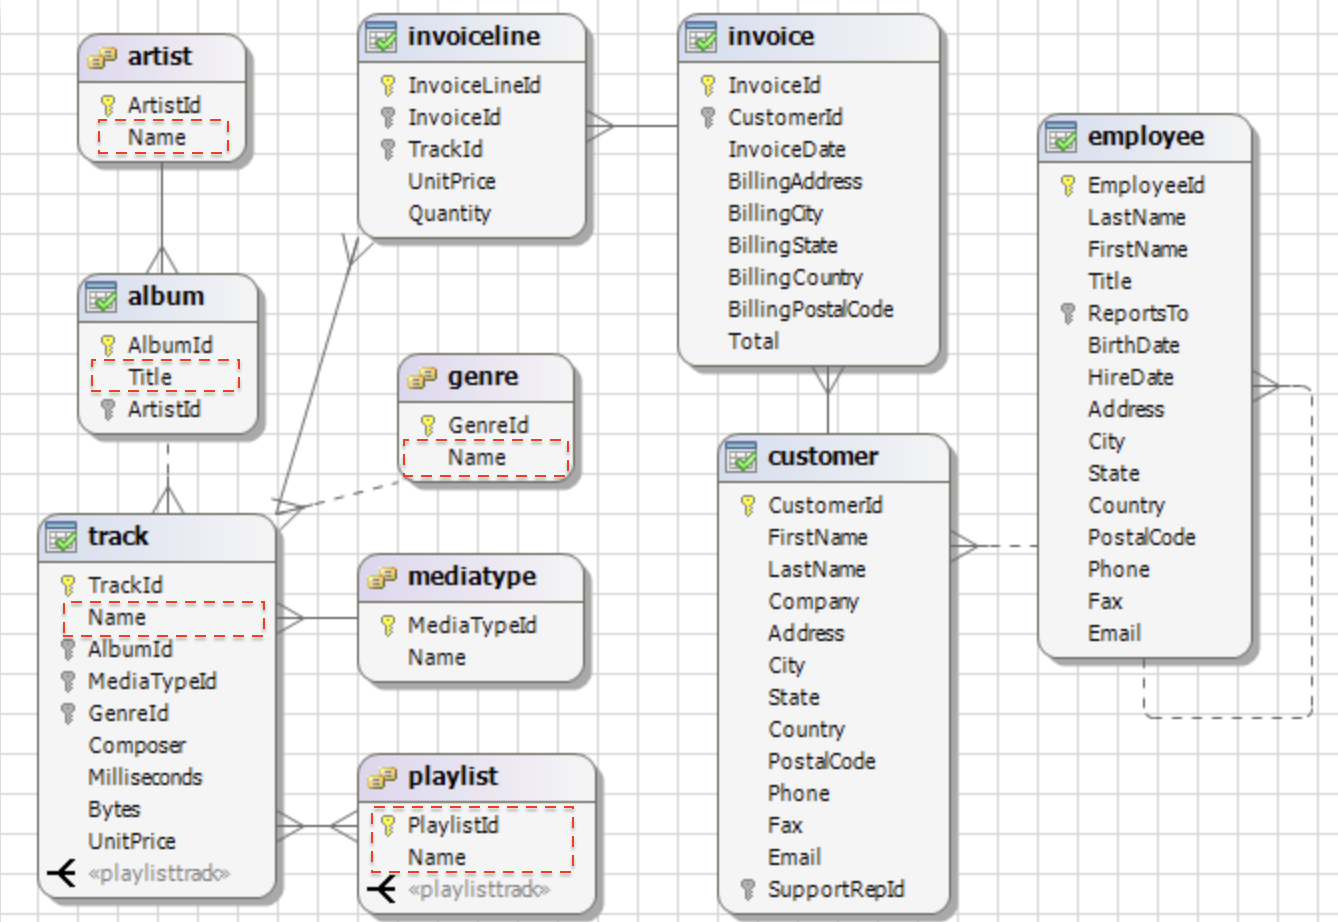 artist
ArtistId
Name
album
AlbumId
Title
ArtistId
track
TrackId
Name
AlbumId
MediaTypeId
GenreId
Composer
Milliseconds
Bytes
UnitPrice
«playlisttrack»
invoiceline
InvoiceLineId
InvoiceId
TrackId
UnitPrice
Quantity
genre
GenreId
Name
mediatype
MediaTypeId
Name
playlist
PlaylistId
Name
«playlisttrack»
invoice
InvoiceId
CustomerId
InvoiceDate
BillingAddress
BillingCity
BillingState
BillingCountry
BillingPostalCode
Total
customer
CustomerId
FirstName
LastName
Company
Address
City
State
Country
PostalCode
Phone
Fax
Email
SupportRepId
employee
EmployeeId
LastName
FirstName
Title
ReportsTo
BirthDate
HireDate
Address
City
State
Country
PostalCode
Phone
Fax
Email